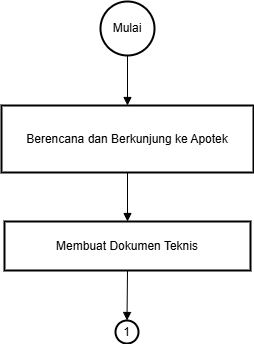 Mulai
Berencana dan Berkunjung ke Apotek
Membuat Dokumen Teknis
1